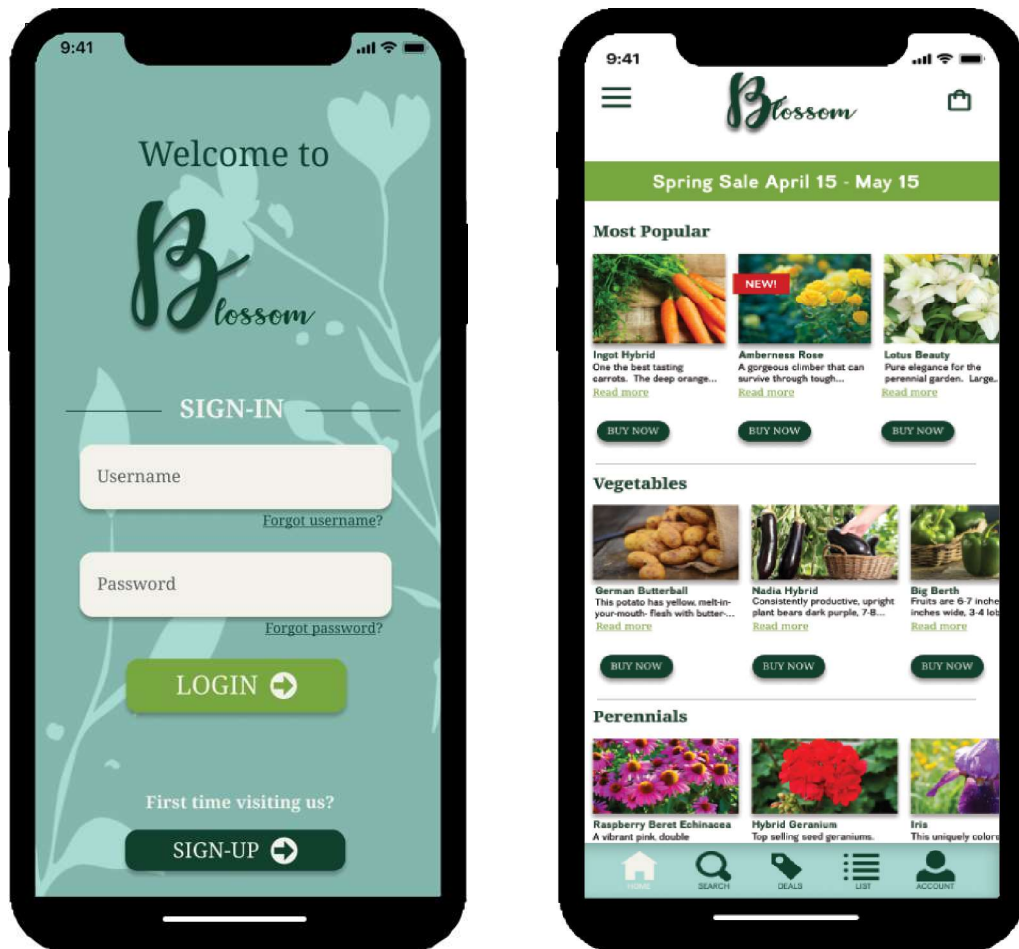 9:41
Welcome to
Blossom
SIGN-IN
Username
Forgot username?
Password
Forgot password?
LOGIN
First time visiting us?
SIGN-UP
9:41
Blossom
Spring Sale April 15 - May 15
Most Popular
NEW!
Ingot Hybrid
One the best tasting
carrots. The deep orange...
Read more
BUY NOW
Amberness Rose
A gorgeous climber that can
survive through tough...
Read more
BUY NOW
Lotus Beauty
Pure elegance for the
perennial garden. Large..
Read more
BUY NOW
Vegetables
German Butterball
This potato has yellow, melt-in-
your-mouth- flesh with butter-...
Read more
BUY NOW
Nadia Hybrid
Consistently productive, upright
plant bears dark purple, 7-8...
Read more
BUY NOW
Big Berth
Fruits are 6-7 inche
inches wide, 3-4 lob
Read more
BUY NOW
Perennials
Raspberry Beret Echinacea
A vibrant pink, double
Hybrid Geranium
Top selling seed geraniums.
Iris
This uniquely colore
HOME
SEARCH
DEALS
LIST
ACCOUNT